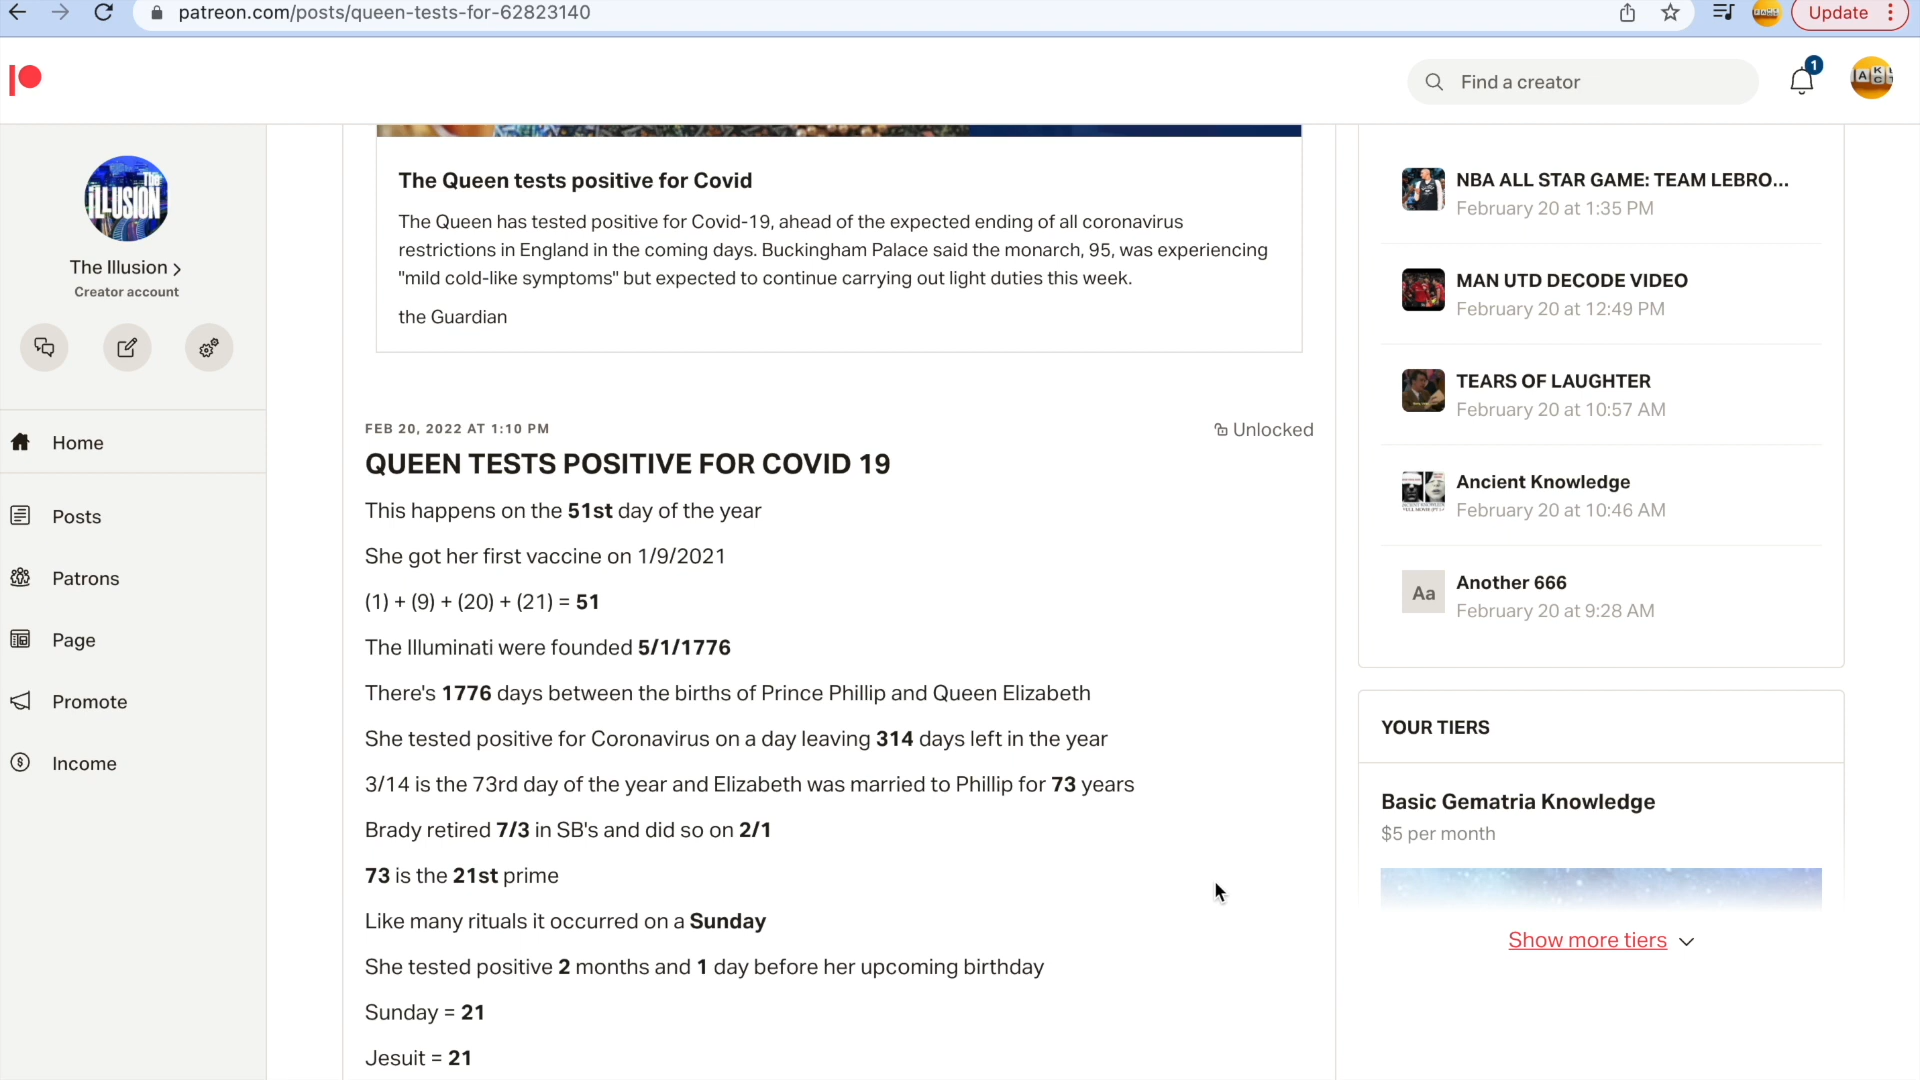 patreon.com/posts/queen-tests-for-62823140
Update
Find a creator
1
The ILLUSION
The Illusion
Creator account
Home
Posts
Patrons
Page
Promote
Income
The Queen tests positive for Covid
The Queen has tested positive for Covid-19, ahead of the expected ending of all coronavirus
restrictions in England in the coming days. Buckingham Palace said the monarch, 95, was experiencing
"mild cold-like symptoms" but expected to continue carrying out light duties this week.
the Guardian
FEB 20, 2022 AT 1:10 PM
Unlocked
QUEEN TESTS POSITIVE FOR COVID 19
This happens on the 51st day of the year
She got her first vaccine on 1/9/2021
(1) + (9) + (20) + (21) = 51
The Illuminati were founded 5/1/1776
There's 1776 days between the births of Prince Phillip and Queen Elizabeth
She tested positive for Coronavirus on a day leaving 314 days left in the year
3/14 is the 73rd day of the year and Elizabeth was married to Phillip for 73 years
Brady retired 7/3 in SB's and did so on 2/1
73 is the 21st prime
Like many rituals it occurred on a Sunday
She tested positive 2 months and 1 day before her upcoming birthday
Sunday = 21
Jesuit = 21
NBA ALL STAR GAME: TEAM LEBRO...
February 20 at 1:35 PM
MAN UTD DECODE VIDEO
February 20 at 12:49 PM
TEARS OF LAUGHTER
February 20 at 10:57 AM
Ancient Knowledge
February 20 at 10:46 AM
Aa
Another 666
February 20 at 9:28 AM
YOUR TIERS
Basic Gematria Knowledge
$5 per month
Show more tiers